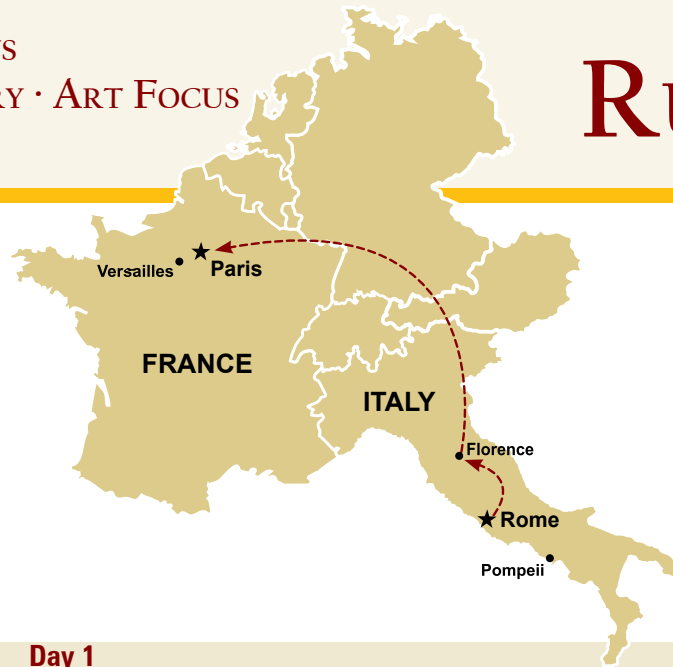 S
RY · ART FOCUS
RU
Versailles
Paris
FRANCE
ITALY
Florence
Rome
Pompeii
Day 1